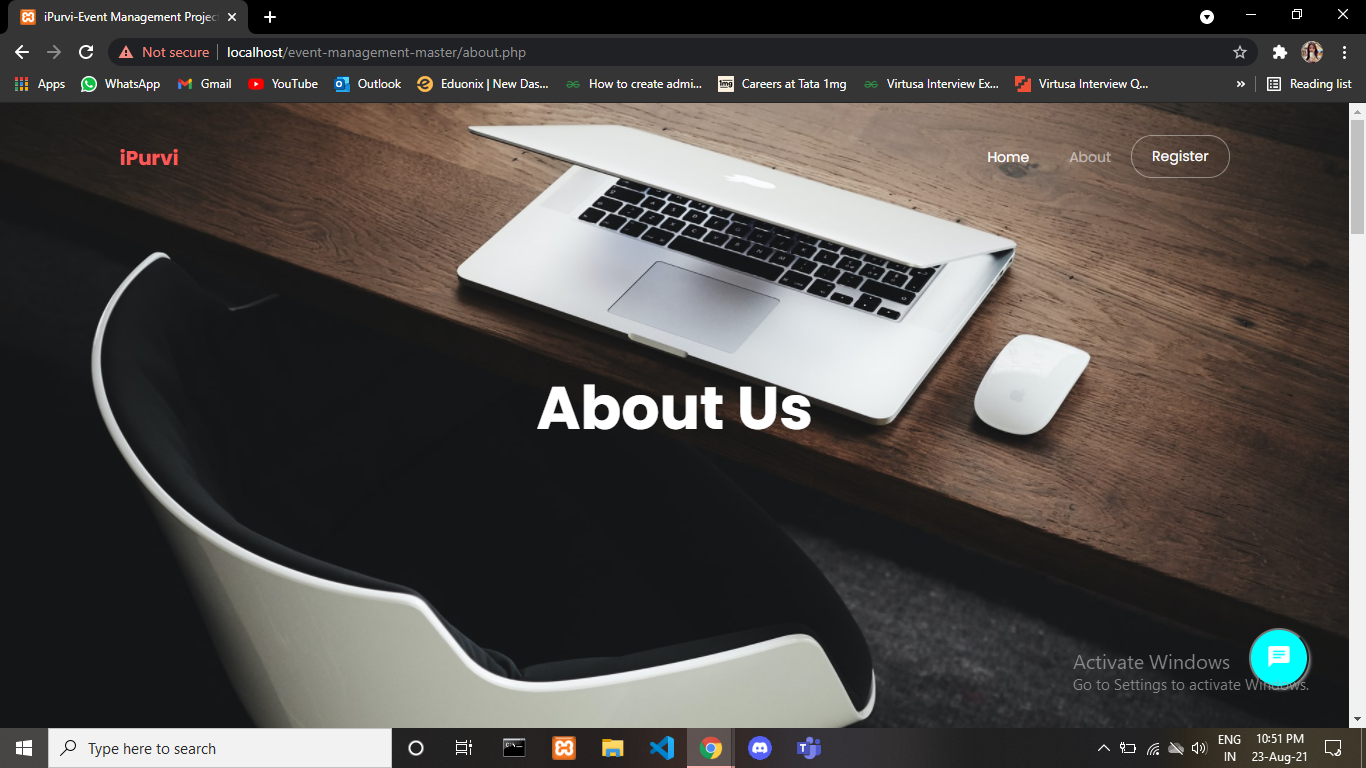 iPurvi-Event Management Projec
Not secure
localhost/event-management-master/about.php
Apps
WhatsApp
Gmail
YouTube
Outlook
Eduonix | New Das...
How to create admi...
1mg
Careers at Tata 1mg
Virtusa Interview Ex...
Virtusa Interview Q...
»
Reading list
iPurvi
Home
About
Register
About Us
Activate Windows
Go to Settings to activate Windows.
Type here to search
ENG
IN
10:51 PM
23-Aug-21